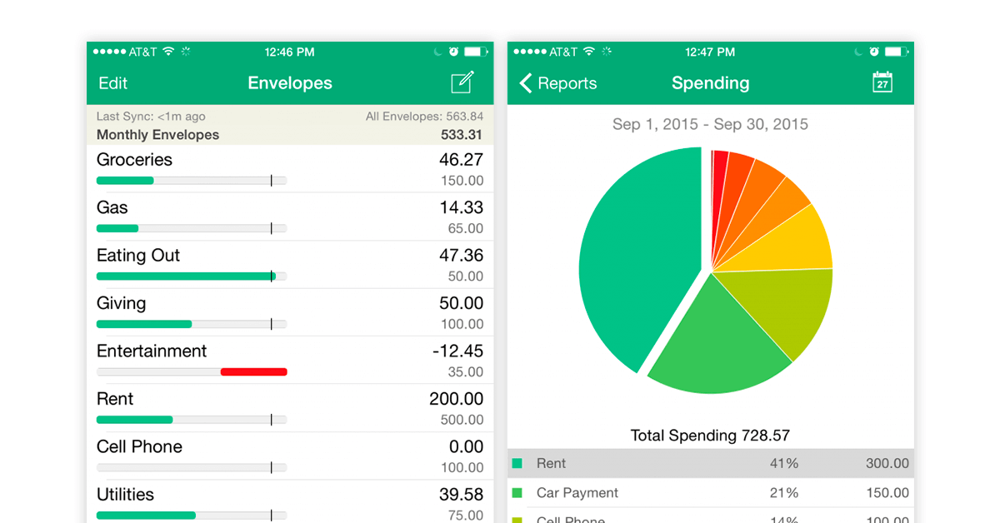 AT&T 12:46 PM
Edit Envelopes
Last Sync: <1m ago All Envelopes: 563.84
Monthly Envelopes 533.31
Groceries 46.27
150.00
Gas 14.33
65.00
Eating Out 47.36
50.00
Giving 50.00
100.00
Entertainment -12.45
35.00
Rent 200.00
500.00
Cell Phone 0.00
100.00
Utilities 39.58
75.00
AT&T 12:47 PM
Reports Spending 27
Sep 1, 2015 - Sep 30, 2015
Total Spending 728.57
Rent 41% 300.00
Car Payment 21% 150.00
Cell Phone 14% 100.00